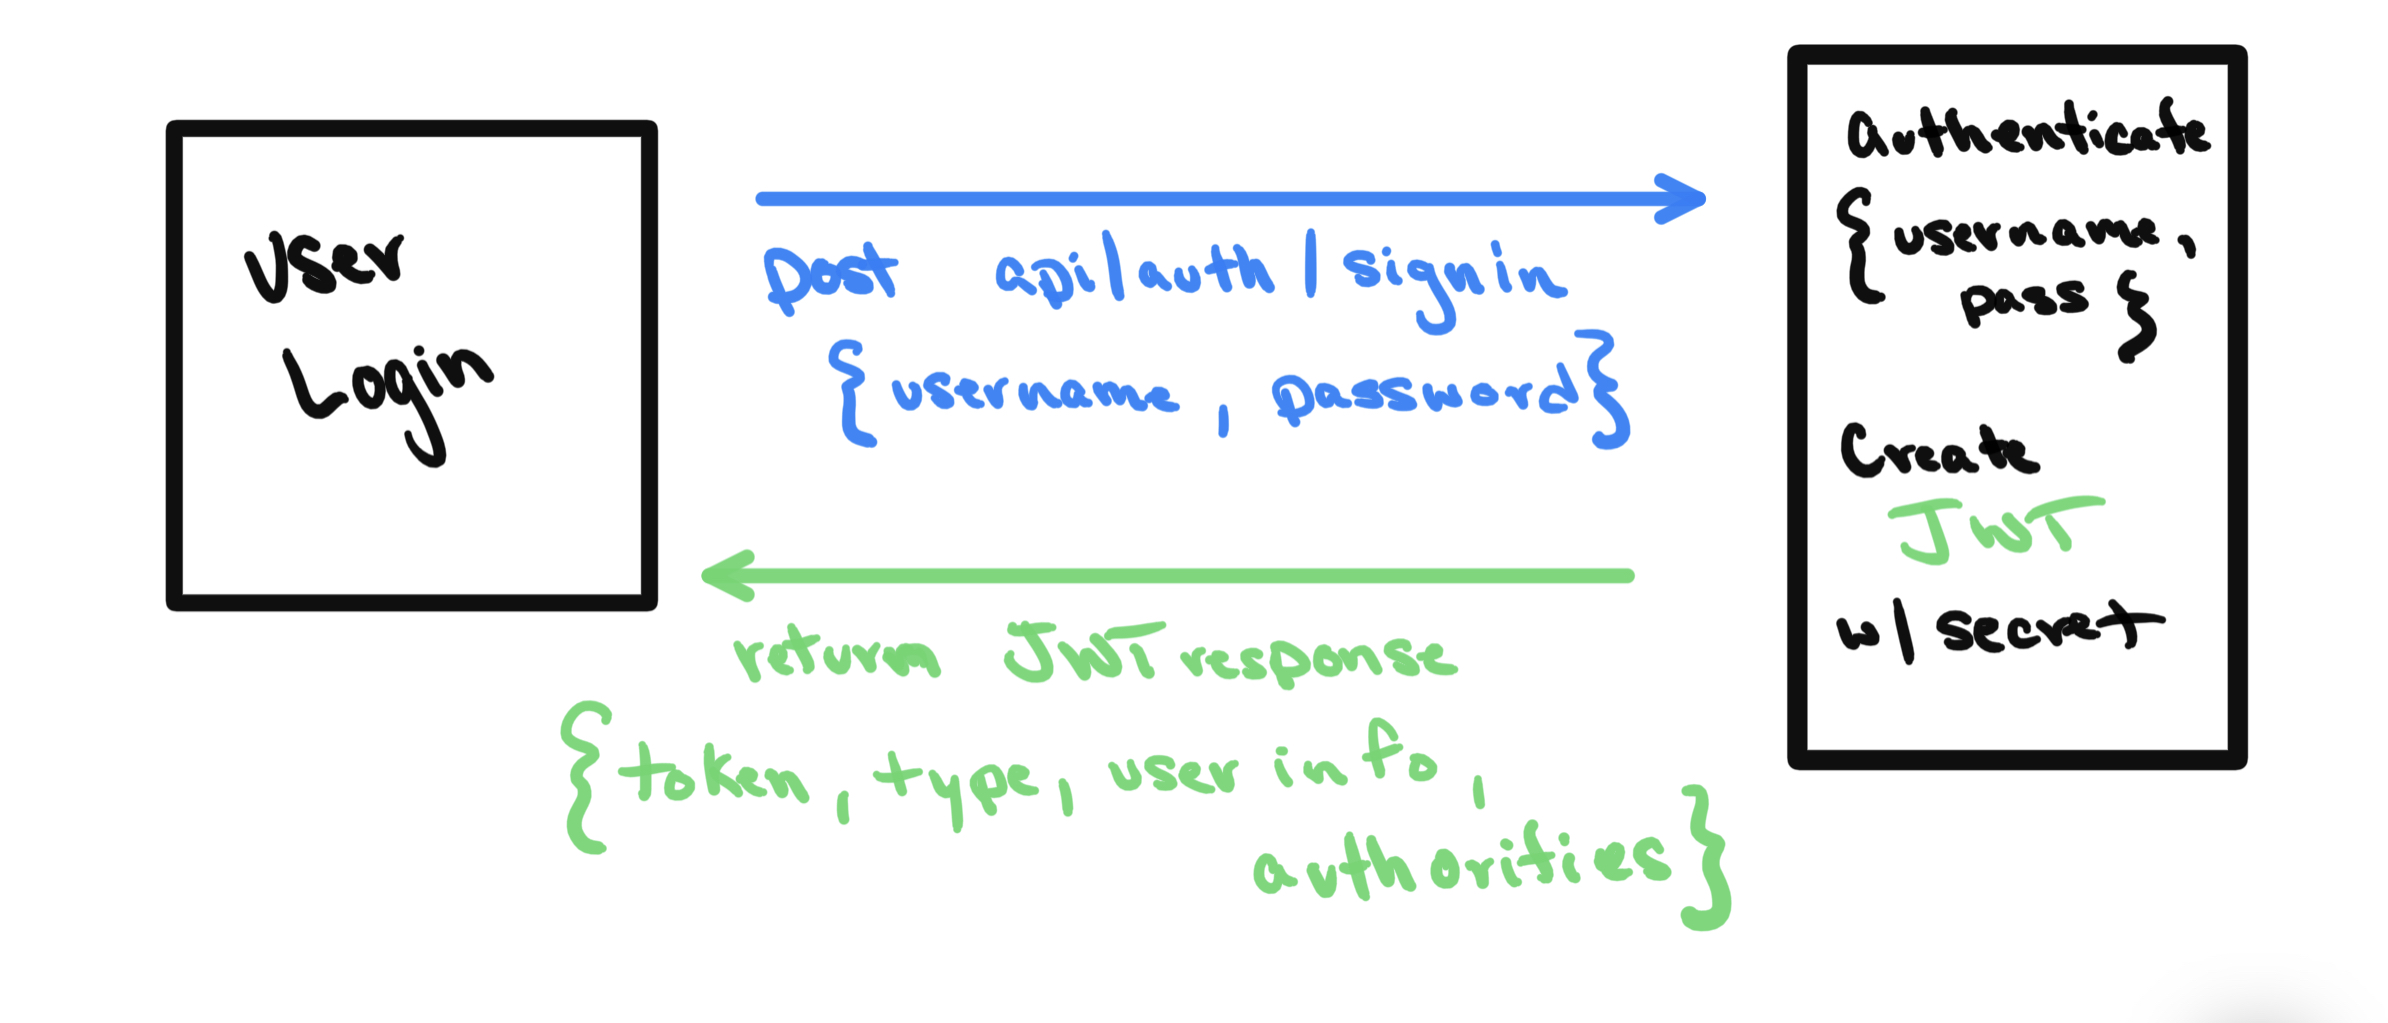 User
Login
Post api/auth/signin
{username, password}
return JWT response
{token, type, user info,
authorities}
authenticate
{username,
pass}
Create
JWT
w/ secret